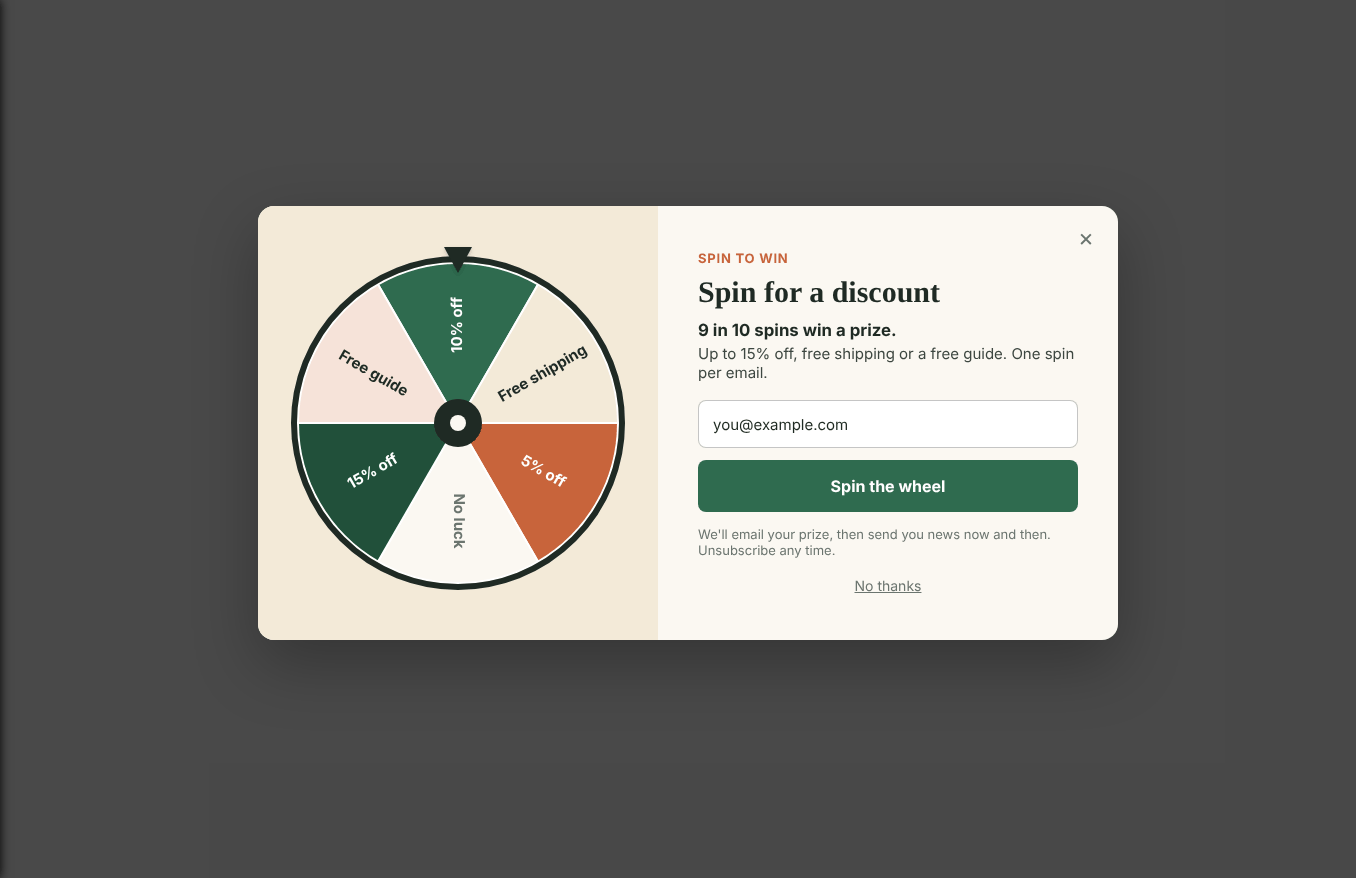 10% off
Free guide
Free shipping
15% off
5% off
No luck
SPIN TO WIN
Spin for a discount
9 in 10 spins win a prize.
Up to 15% off, free shipping or a free guide. One spin
per email.
you@example.com
Spin the wheel
We'll email your prize, then send you news now and then.
Unsubscribe any time.
No thanks